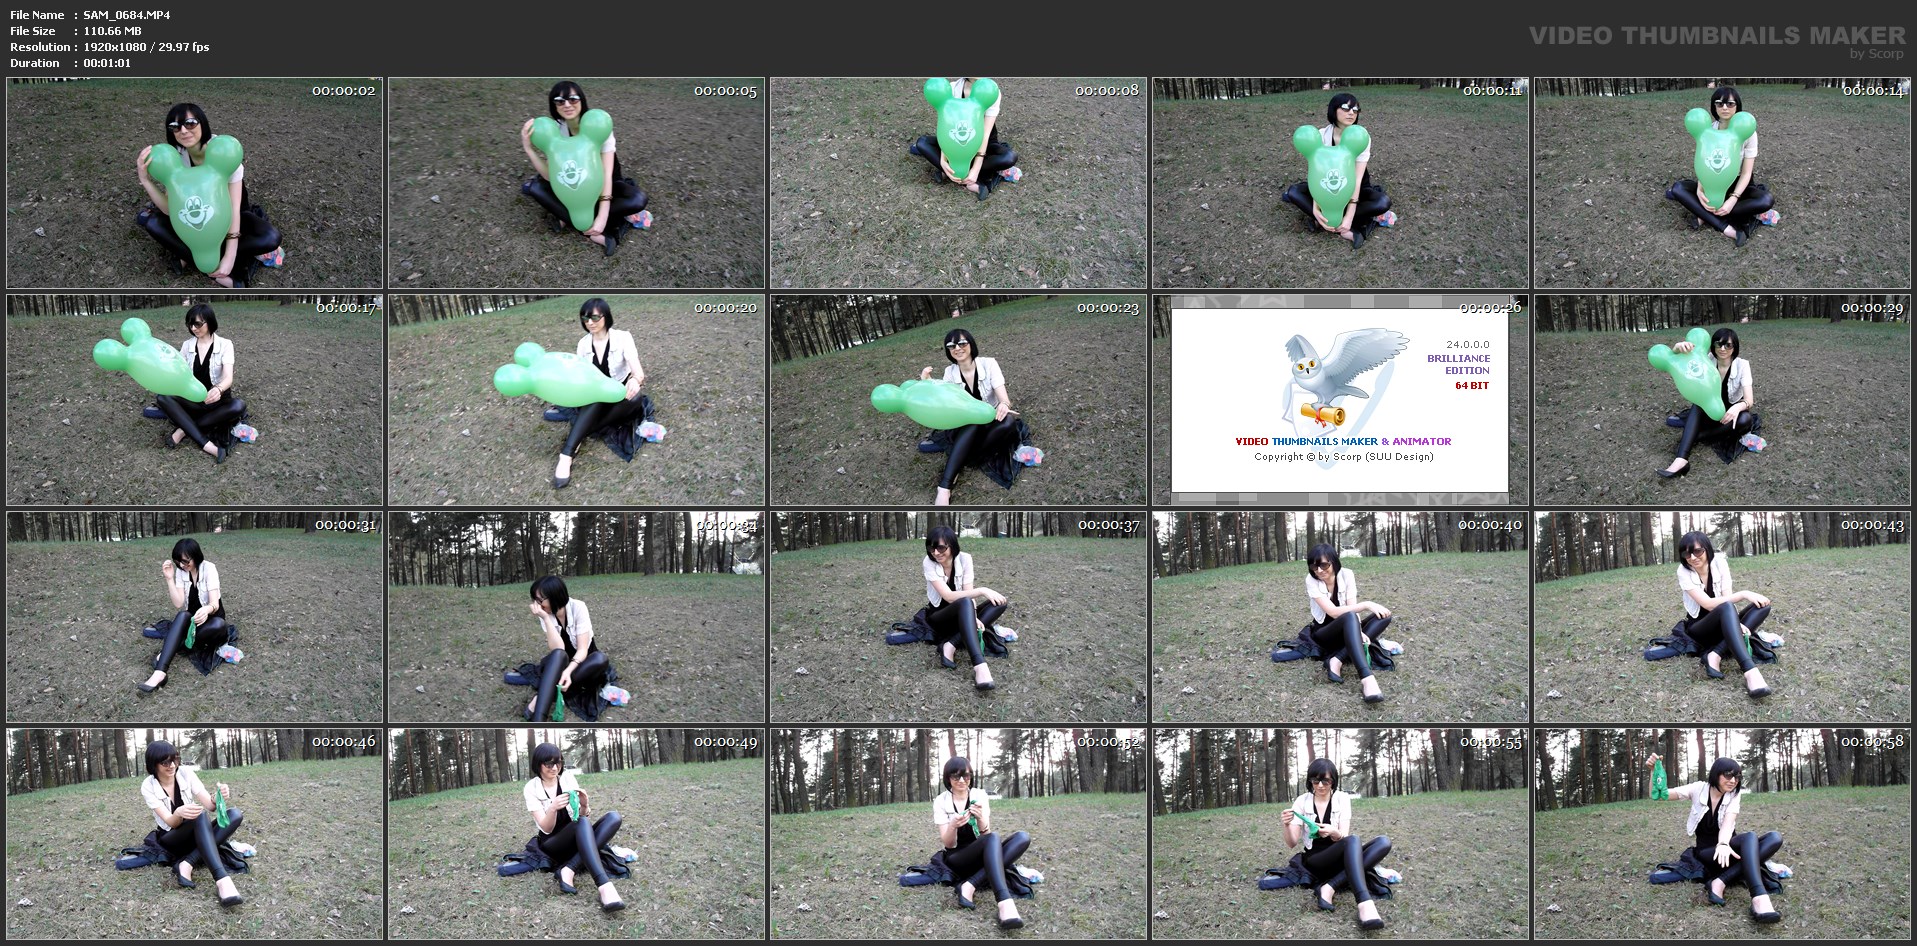 File Name : SAM_0684.MP4
File Size : 110.66 MB
Resolution : 1920x1080 / 29.97 fps
Duration : 00:01:01
VIDEO THUMBNAILS MAKER
by Scorp
00:00:02
00:00:05
00:00:08
00:00:11
00:00:14
00:00:17
00:00:20
00:00:23
00:00:26
24.0.0.0
BRILLIANCE
EDITION
64 BIT
VIDEO THUMBNAILS MAKER & ANIMATOR
Copyright © by Scorp (SUU Design)
00:00:29
00:00:31
00:00:34
00:00:37
00:00:40
00:00:43
00:00:46
00:00:49
00:00:52
00:00:55
00:00:58